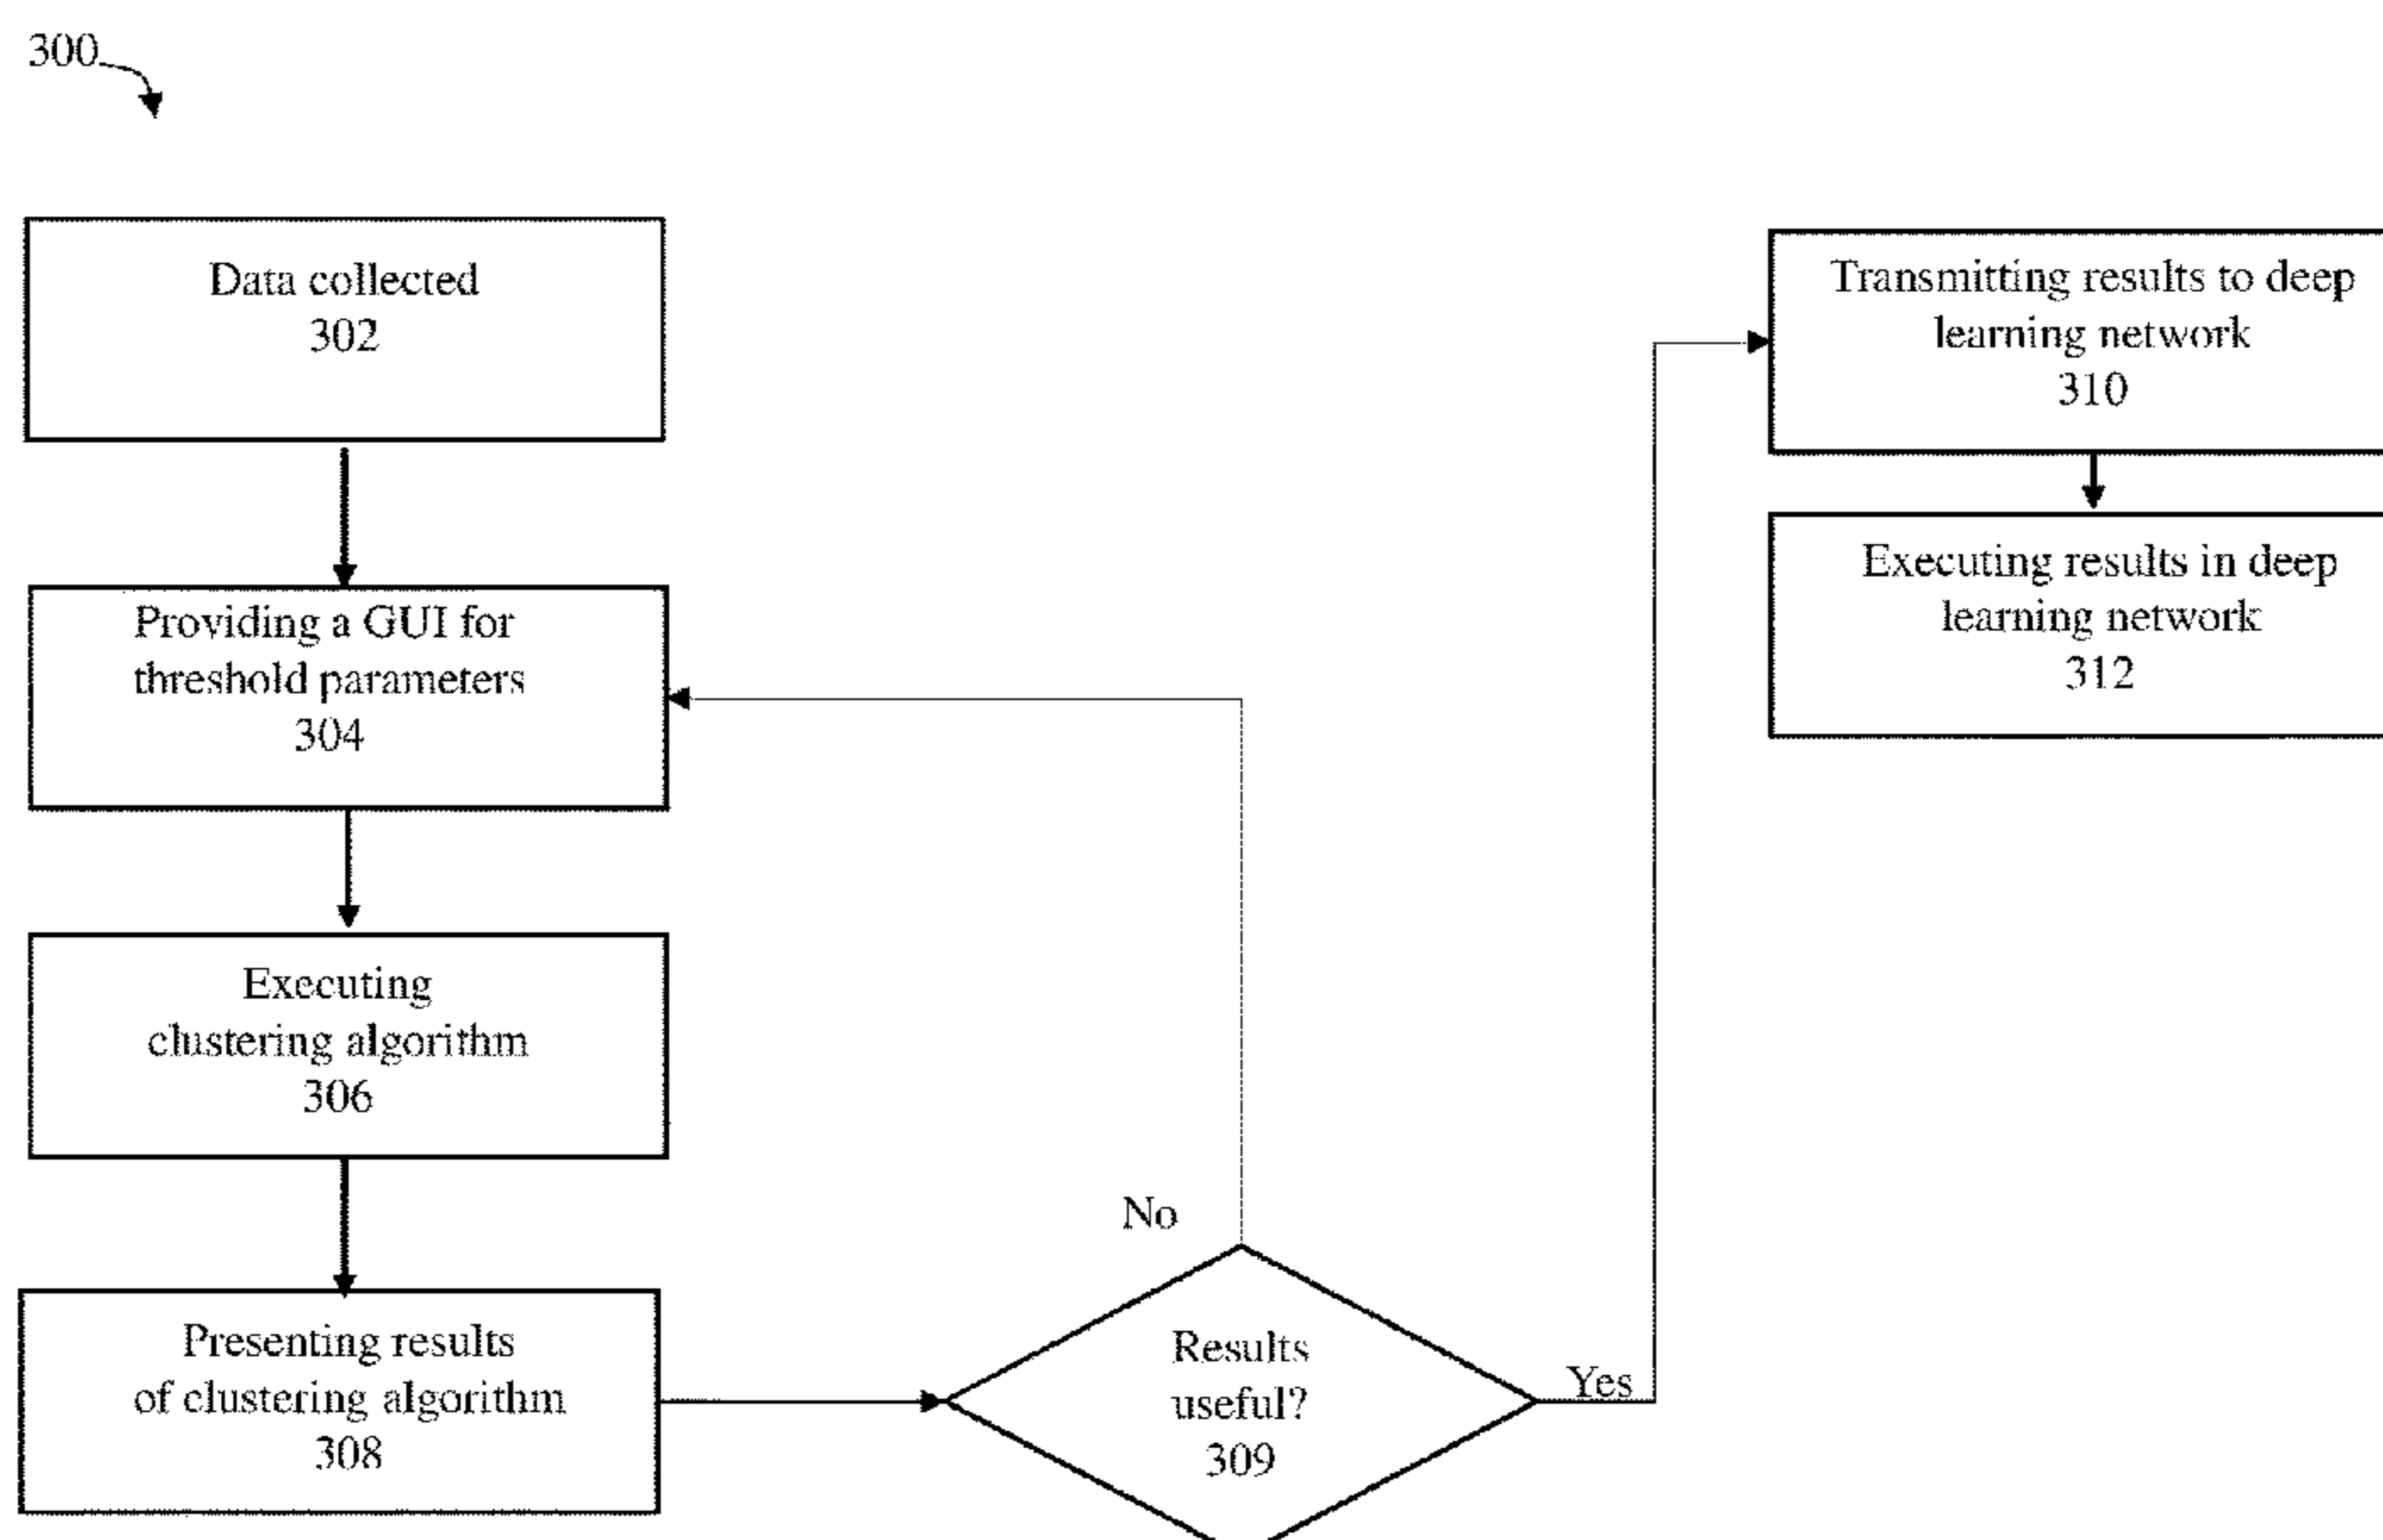 300
Data collected
302
Providing a GUI for
threshold parameters
304
Executing
clustering algorithm
306
Presenting results
of clustering algorithm
308
No
Results
useful?
309
Yes
Transmitting results to deep
learning network
310
Executing results in deep
learning network
312